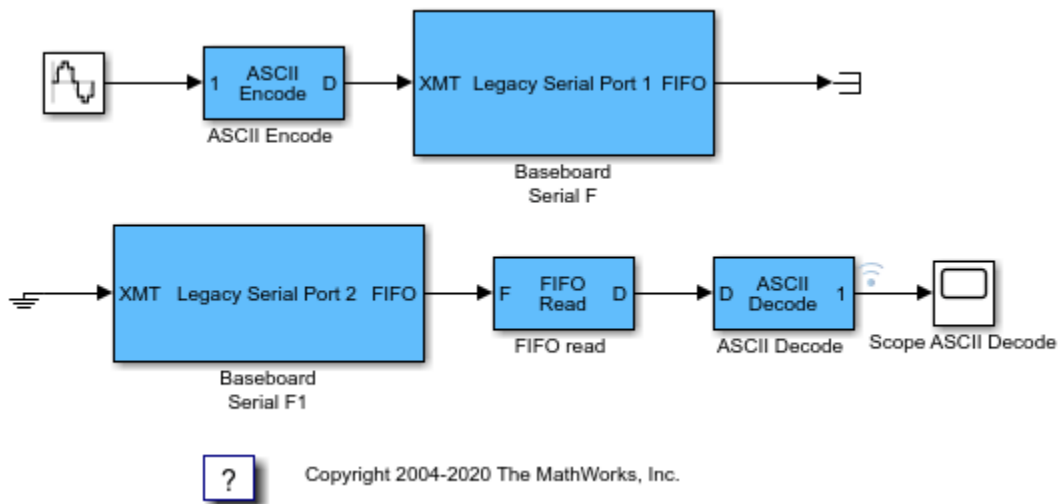 1 ASCII Encode D
ASCII Encode
XMT Legacy Serial Port 1 FIFO
Baseboard
Serial F
XMT Legacy Serial Port 2 FIFO
Baseboard
Serial F1
F FIFO Read D
FIFO read
D ASCII Decode 1
ASCII Decode
Scope ASCII Decode
?
Copyright 2004-2020 The MathWorks, Inc.